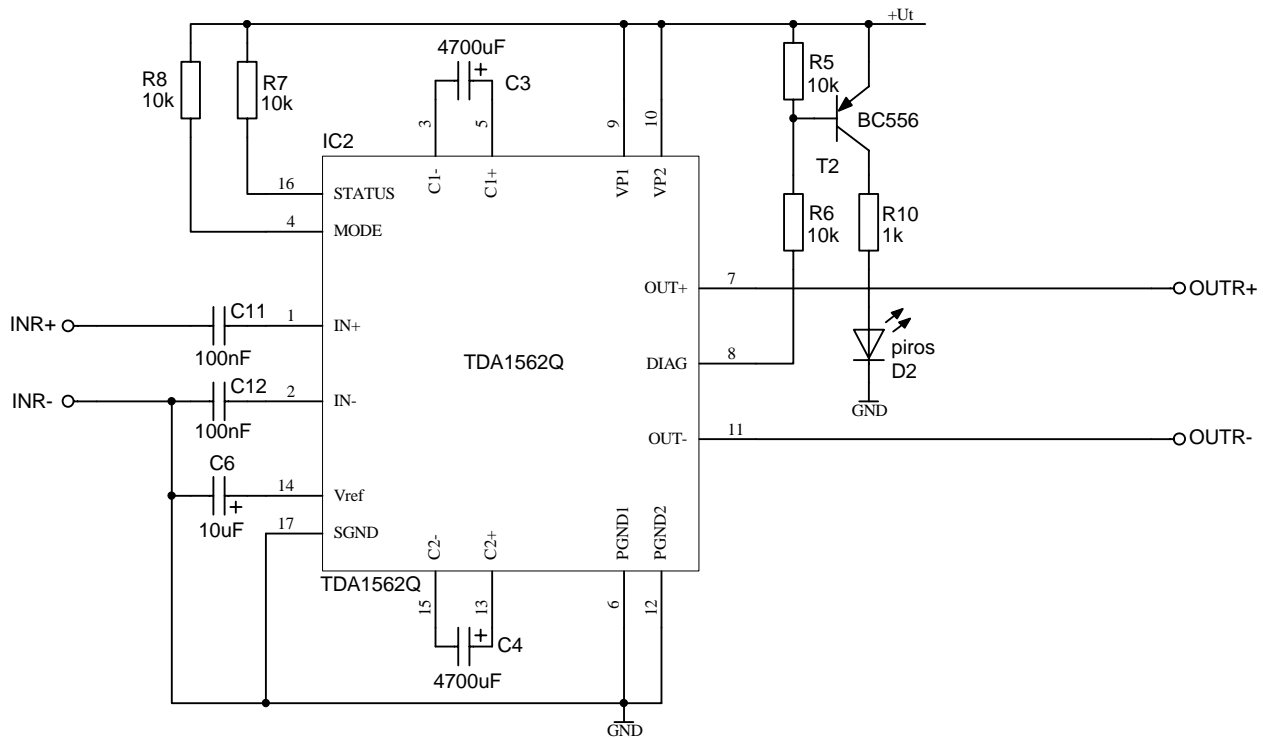 +Ut
4700uF
C3
R8
10k
R7
10k
R5
10k
BC556
T2
3
5
9
10
IC2
C1-
C1+
VP1
VP2
16
STATUS
4
MODE
R6
10k
R10
1k
OUT+
7
OUTR+
INR+
C11
100nF
1
IN+
TDA1562Q
DIAG
8
piros
D2
GND
INR-
C12
100nF
2
IN-
OUT-
11
OUTR-
C6
10uF
14
Vref
17
SGND
C2-
C2+
PGND1
PGND2
TDA1562Q
15
13
6
12
C4
4700uF
GND